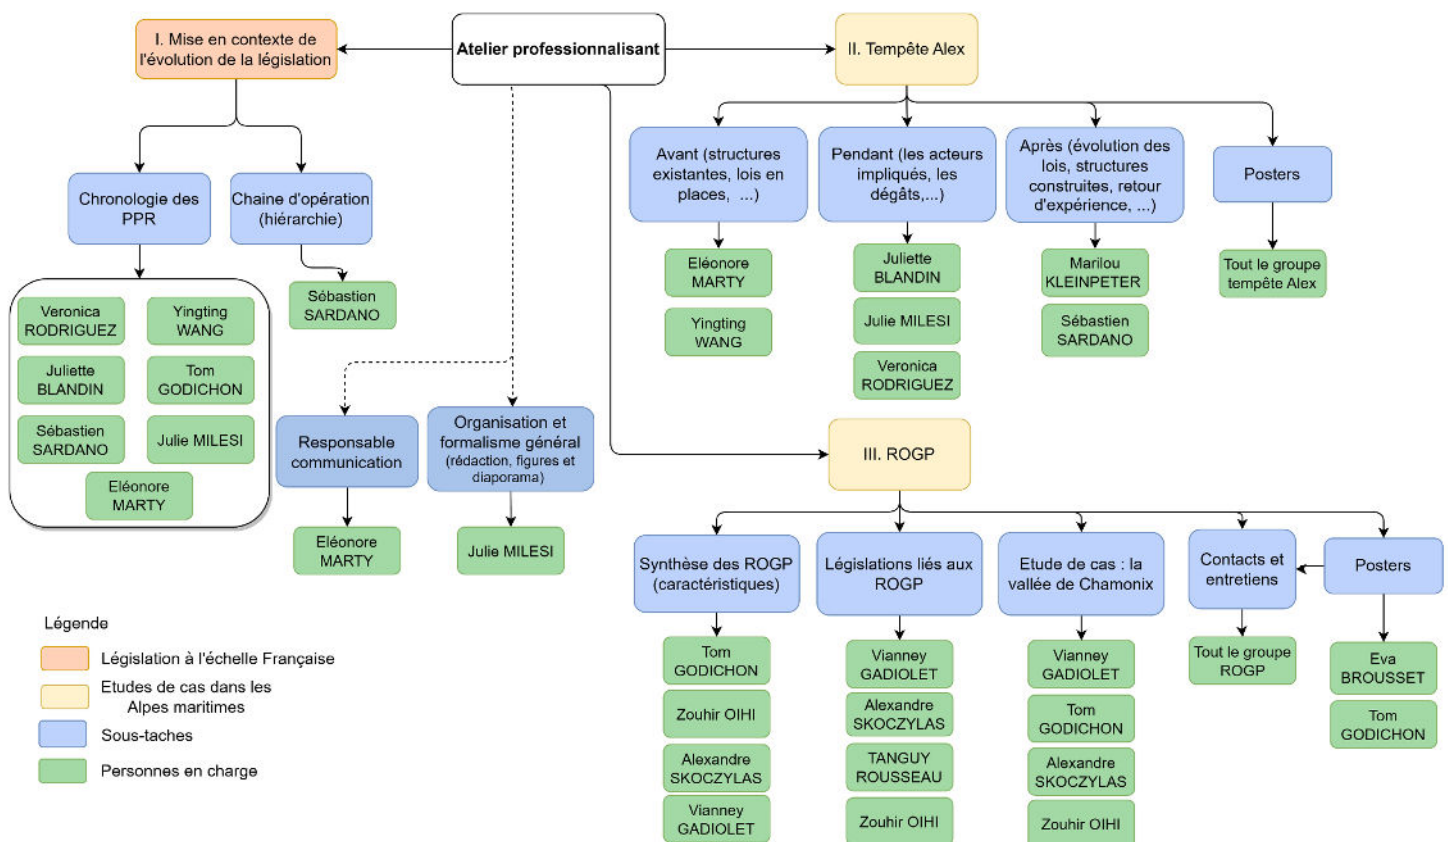 I. Mise en contexte de
l'évolution de la législation
Atelier professionnalisant
II. Tempête Alex
Chronologie des
PPR
Chaine d'opération
(hiérarchie)
Avant (structures
existantes, lois en
places, ...)
Pendant (les acteurs
impliqués, les
dégâts,...)
Après (évolution des
lois, structures
construites, retour
d'expérience, ...)
Posters
Veronica
RODRIGUEZ
Yingting
WANG
Juliette
BLANDIN
Tom
GODICHON
Sébastien
SARDANO
Julie MILESI
Eléonore
MARTY
Sébastien
SARDANO
Eléonore
MARTY
Yingting
WANG
Juliette
BLANDIN
Julie MILESI
Veronica
RODRIGUEZ
Marilou
KLEINPETER
Sébastien
SARDANO
Tout le groupe
tempête Alex
Responsable
communication
Organisation et
formalisme général
(rédaction, figures et
diaporama)
Eléonore
MARTY
Julie MILESI
III. ROGP
Synthèse des ROGP
(caractéristiques)
Législations liés aux
ROGP
Etude de cas : la
vallée de Chamonix
Contacts et
entretiens
Posters
Tom
GODICHON
Zouhir OIHI
Alexandre
SKOCZYLAS
Vianney
GADIOLET
Vianney
GADIOLET
Alexandre
SKOCZYLAS
TANGUY
ROUSSEAU
Zouhir OIHI
Vianney
GADIOLET
Tom
GODICHON
Alexandre
SKOCZYLAS
Zouhir OIHI
Tout le groupe
ROGP
Eva
BROUSSET
Tom
GODICHON
Légende
Législation à l'échelle Française
Etudes de cas dans les
Alpes maritimes
Sous-taches
Personnes en charge